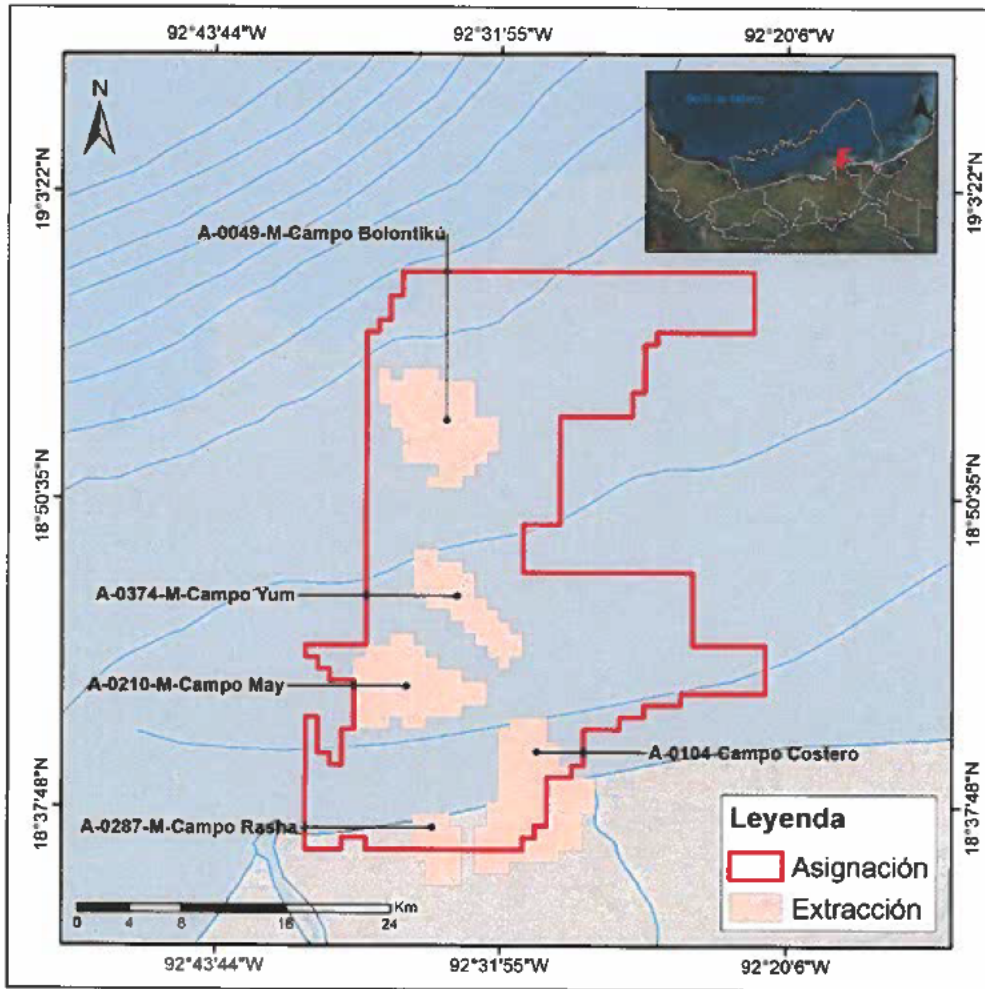 92°43'44"W 92°31'55"W 92°20'6"W
N
19°3'22"N
19°3'22"N
A-0049-M-Campo Bolontikú
18°50'35"N
18°50'35"N
A-0374-M-Campo Yum
A-0210-M-Campo May
A-0104-Campo Costero
18°37'48"N
18°37'48"N
A-0287-M-Campo Rasha
Leyenda
Asignación
Extracción
Km
0 4 8 16 24
92°43'44"W 92°31'55"W 92°20'6"W